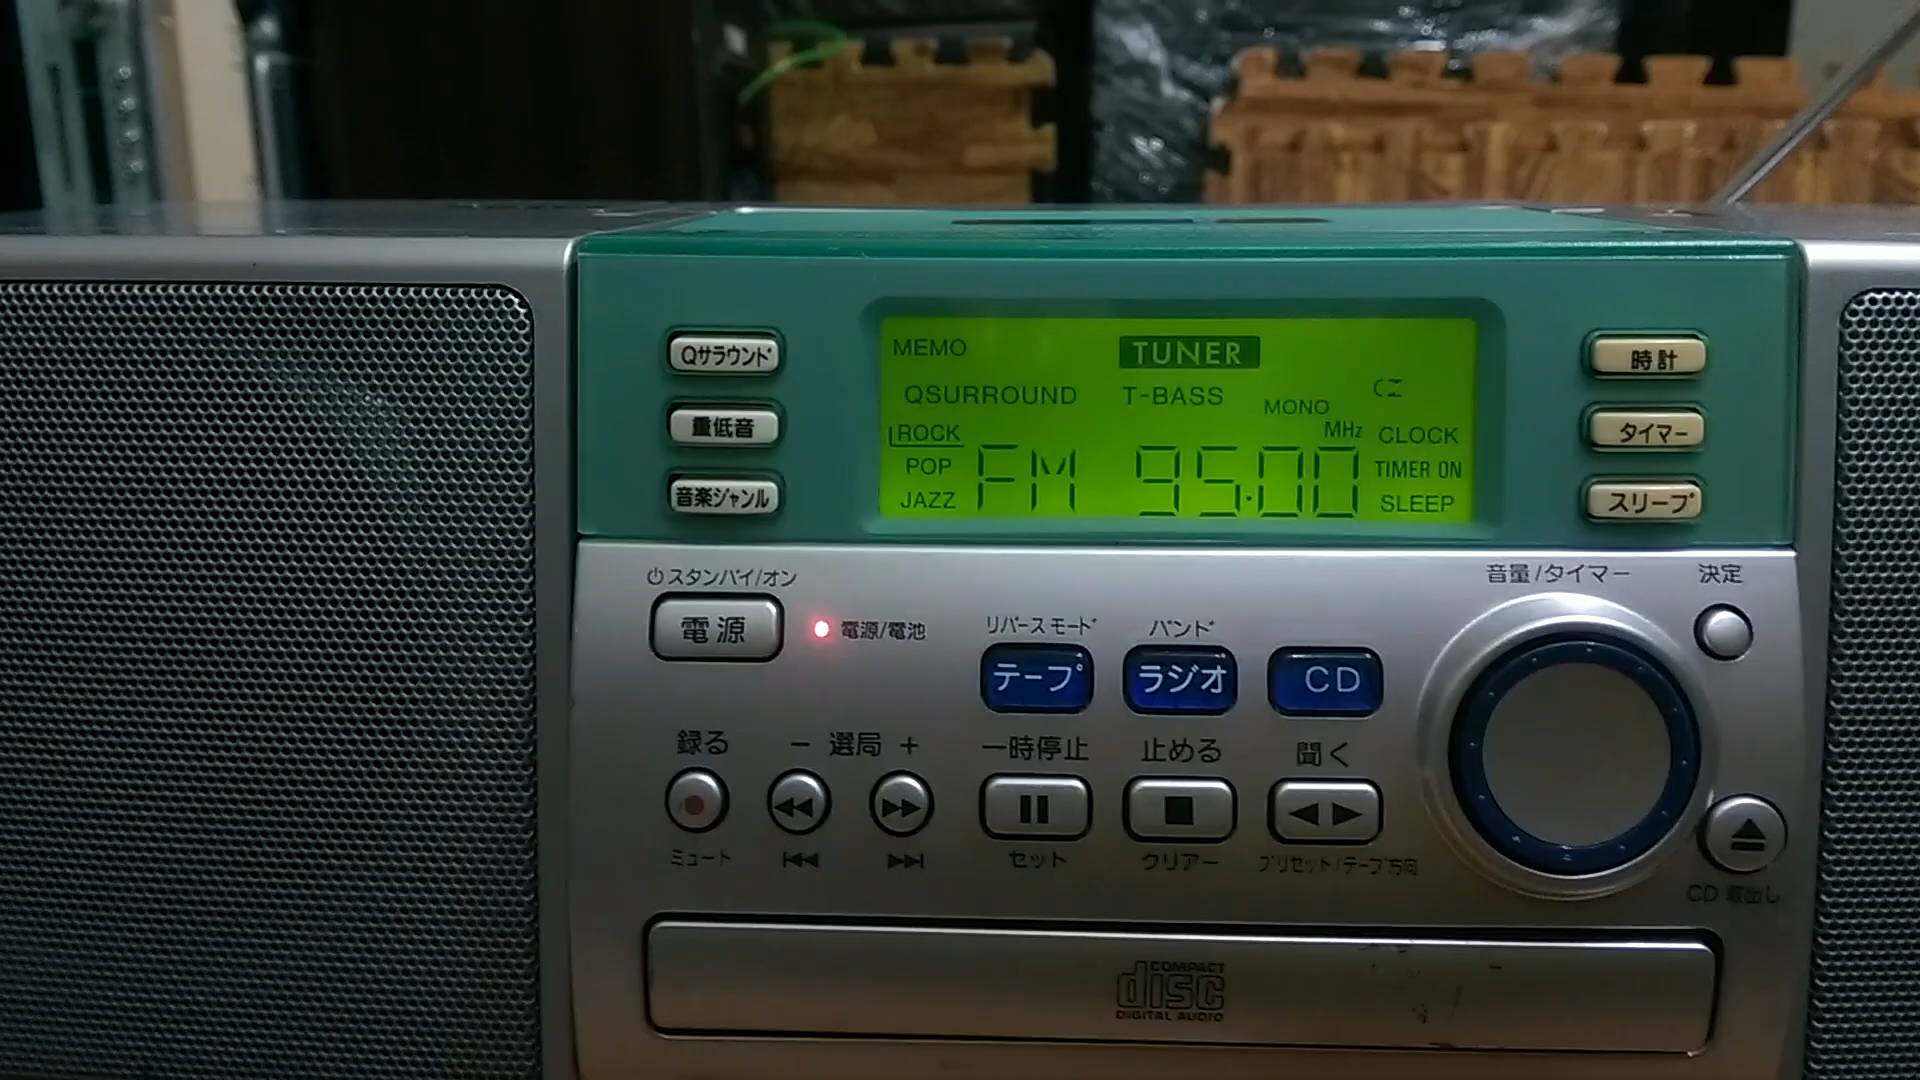 MEMO
TUNER
QSURROUND T-BASS
MONO
ROCK
MHz
CLOCK
POP
FM 95.00
TIMER ON
JAZZ
SLEEP
Qサラウンド
重低音
音楽ジャンル
時計
タイマー
スリープ
スタンバイ/オン
電源
電源/電池
音量/タイマー
決定
リバースモード
バンド
テープ
ラジオ
CD
録る
− 選局 +
一時停止
止める
聞く
ミュート
セット
クリアー
プリセット/テープ方向
CD 取出し
COMPACT
disc
DIGITAL AUDIO